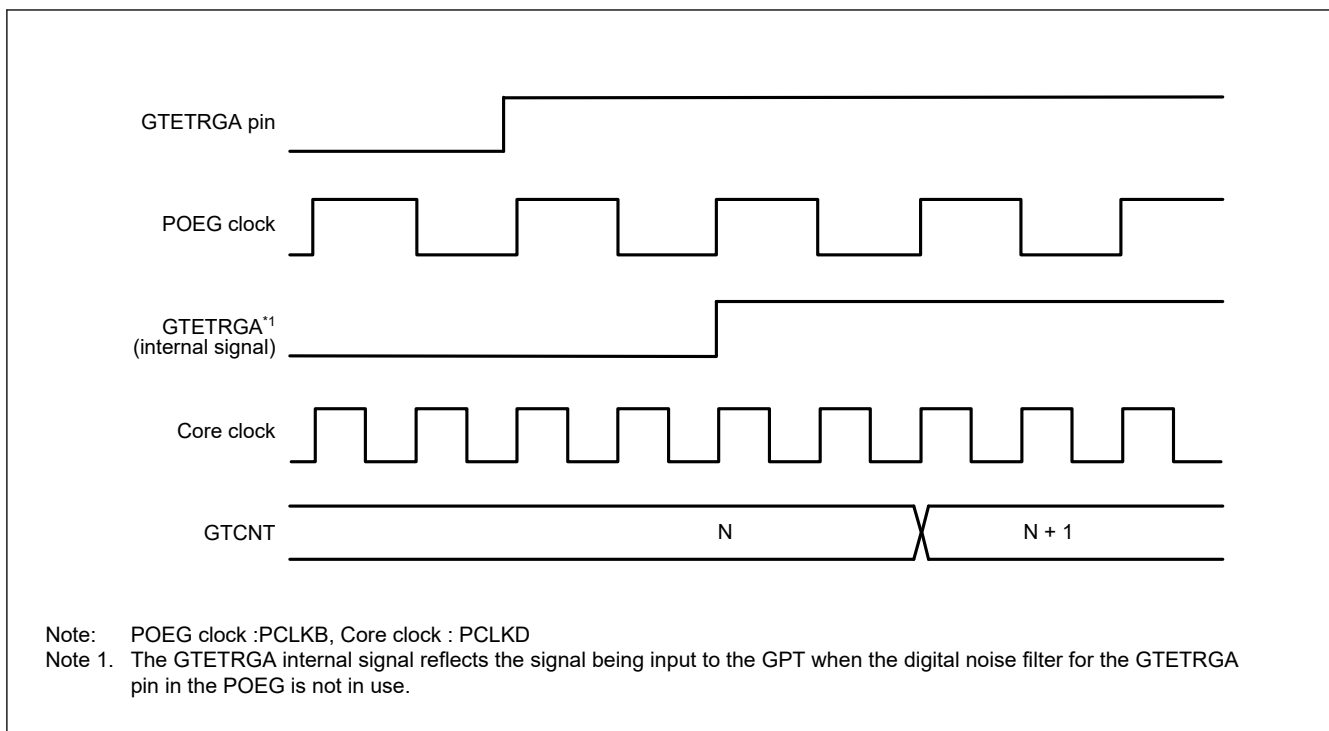 GTETRGA pin
POEG clock
GTETRGA*1
(internal signal)
Core clock
GTCNT N N + 1
Note: POEG clock :PCLKB, Core clock : PCLKD
Note 1. The GTETRGA internal signal reflects the signal being input to the GPT when the digital noise filter for the GTETRGA
pin in the POEG is not in use.